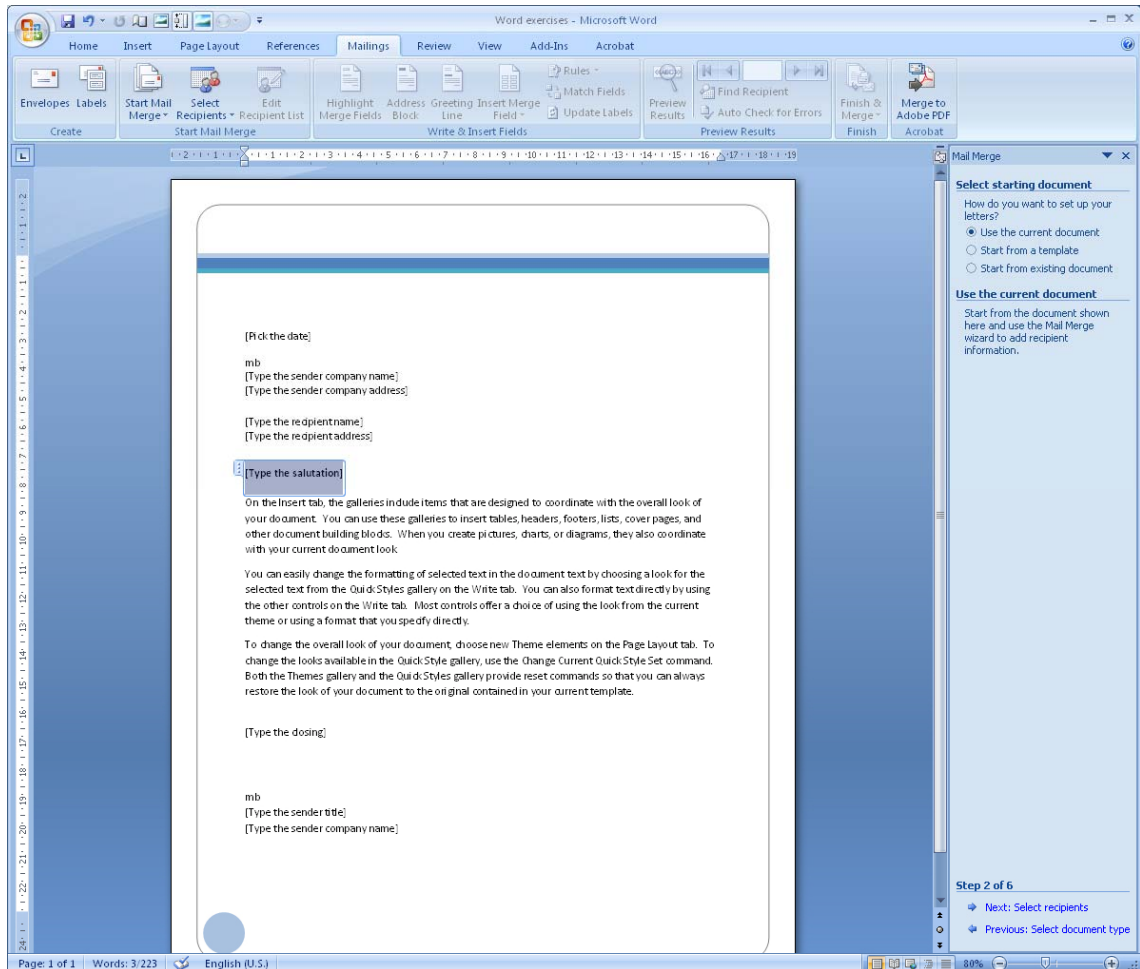 Word exercises - Microsoft Word
Home Insert Page Layout References Mailings Review View Add-Ins Acrobat
Envelopes Labels
Create
Start Mail Merge Select Recipients Edit Recipient List
Start Mail Merge
Highlight Merge Fields Address Block Greeting Line Insert Merge Field
Rules
Match Fields
Update Labels
Write & Insert Fields
Preview Results
Find Recipient
Auto Check for Errors
Preview Results
Finish & Merge
Finish
Merge to Adobe PDF
Acrobat
[Pick the date]
mb
[Type the sender company name]
[Type the sender company address]
[Type the recipient name]
[Type the recipient address]
[Type the salutation]
On the Insert tab, the galleries include items that are designed to coordinate with the overall look of
your document. You can use these galleries to insert tables, headers, footers, lists, cover pages, and
other document building blocks. When you create pictures, charts, or diagrams, they also coordinate
with your current document look.
You can easily change the formatting of selected text in the document text by choosing a look for the
selected text from the Quick Styles gallery on the Write tab. You can also format text directly by using
the other controls on the Write tab. Most controls offer a choice of using the look from the current
theme or using a format that you specify directly.
To change the overall look of your document, choose new Theme elements on the Page Layout tab. To
change the looks available in the Quick Style gallery, use the Change Current Quick Style Set command.
Both the Themes gallery and the Quick Styles gallery provide reset commands so that you can always
restore the look of your document to the original contained in your current template.
[Type the closing]
mb
[Type the sender title]
[Type the sender company name]
Mail Merge
Select starting document
How do you want to set up your
letters?
Use the current document
Start from a template
Start from existing document
Use the current document
Start from the document shown
here and use the Mail Merge
wizard to add recipient
information.
Step 2 of 6
Next: Select recipients
Previous: Select document type
Page: 1 of 1 Words: 3/223 English (U.S.) 80%